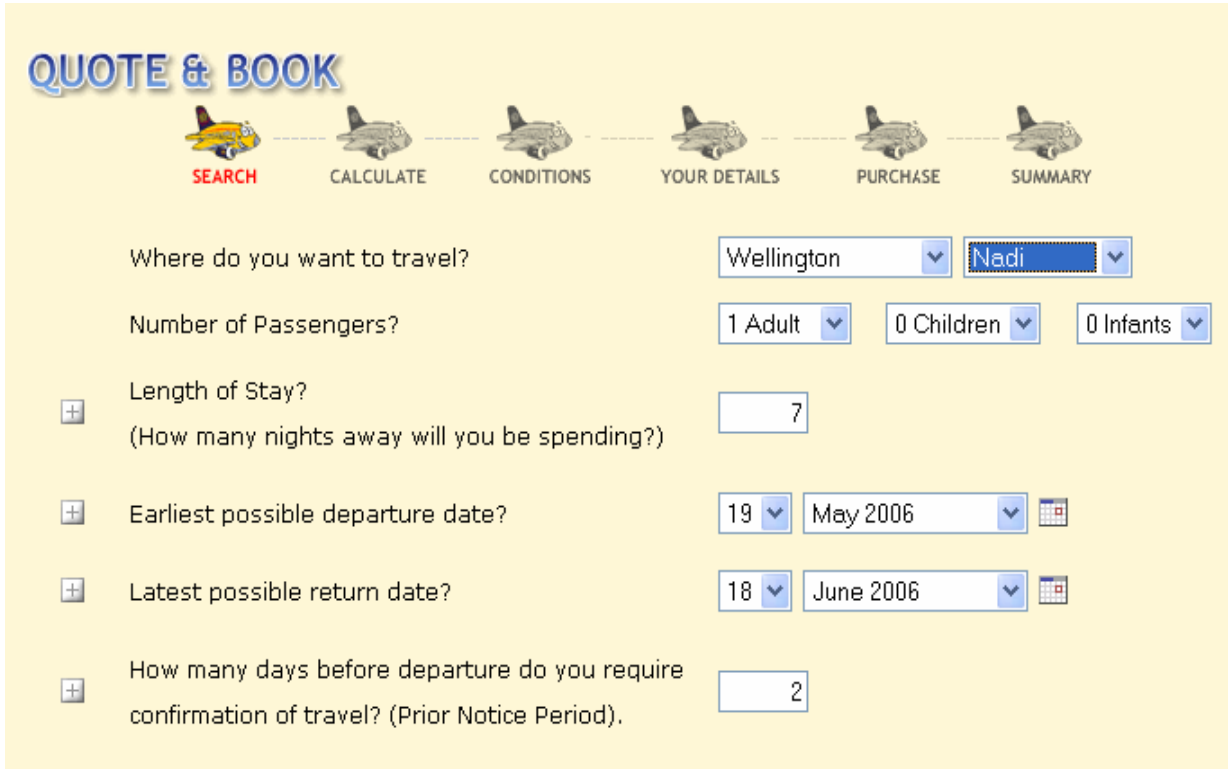 QUOTE & BOOK
SEARCH CALCULATE CONDITIONS YOUR DETAILS PURCHASE SUMMARY
Where do you want to travel? Wellington Nadi
Number of Passengers? 1 Adult 0 Children 0 Infants
Length of Stay?
(How many nights away will you be spending?) 7
Earliest possible departure date? 19 May 2006
Latest possible return date? 18 June 2006
How many days before departure do you require
confirmation of travel? (Prior Notice Period). 2